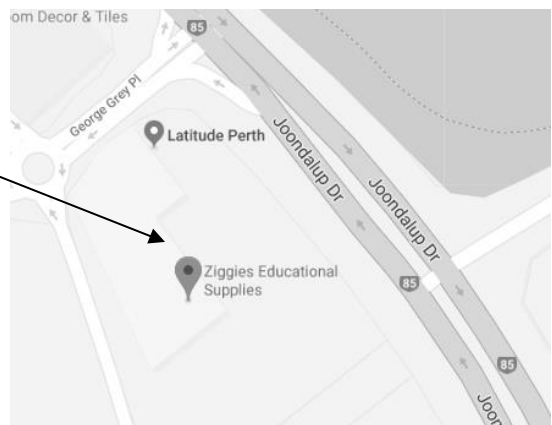 om Decor & Tiles
85
George Grey Pl
Latitude Perth
Joondalup Dr
Joondalup Dr
Ziggies Educational
Supplies
85
85
Joon